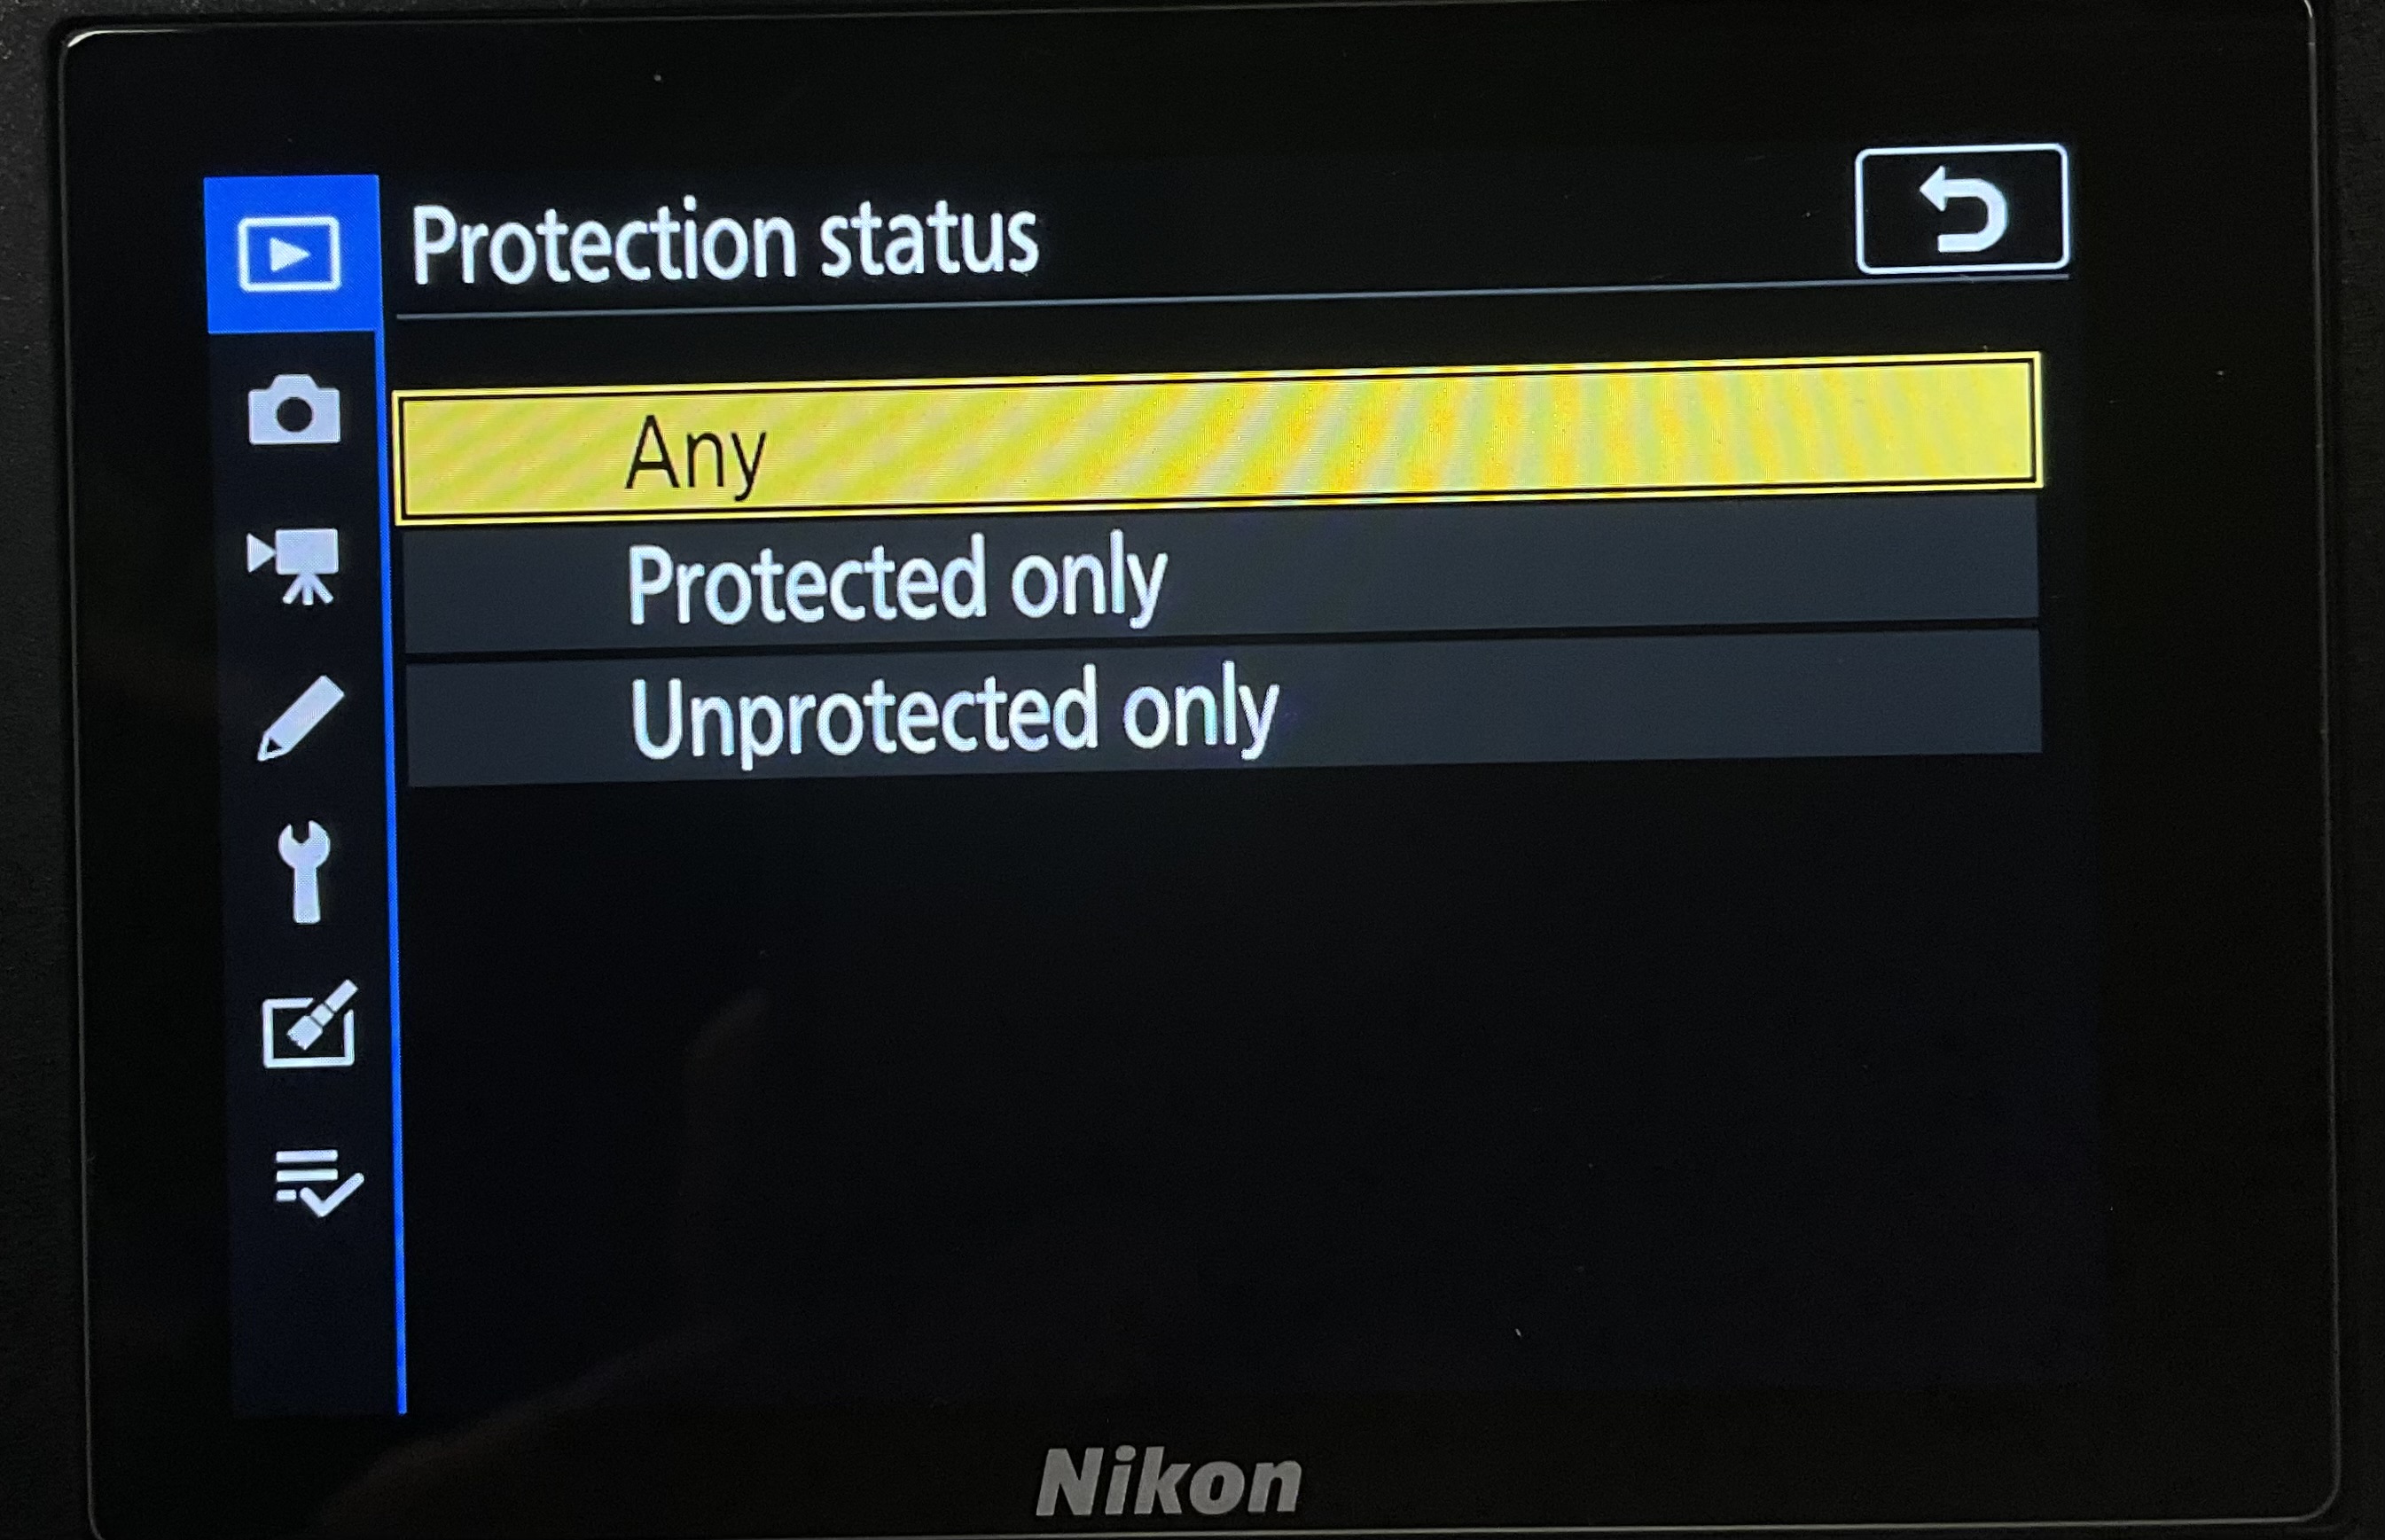 Protection status
Any
Protected only
Unprotected only
Nikon